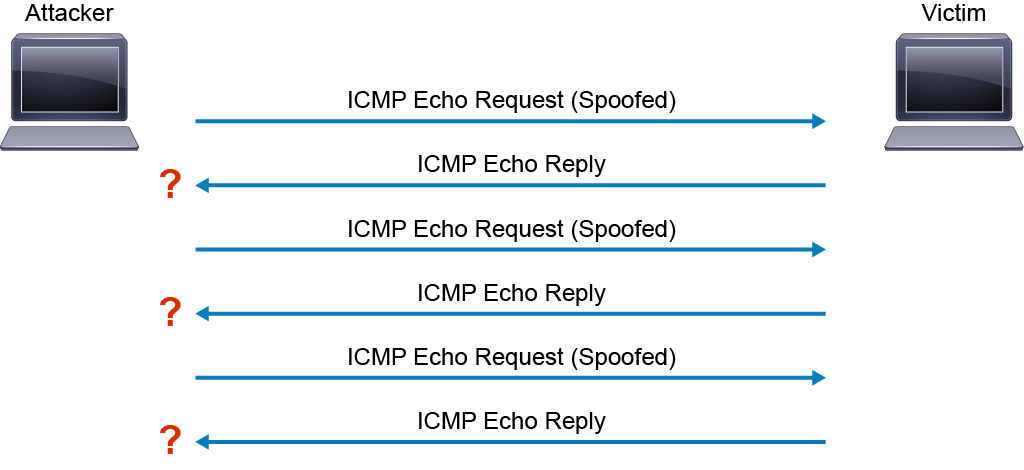 Attacker
Victim
ICMP Echo Request (Spoofed)
ICMP Echo Reply
?
ICMP Echo Request (Spoofed)
ICMP Echo Reply
?
ICMP Echo Request (Spoofed)
ICMP Echo Reply
?